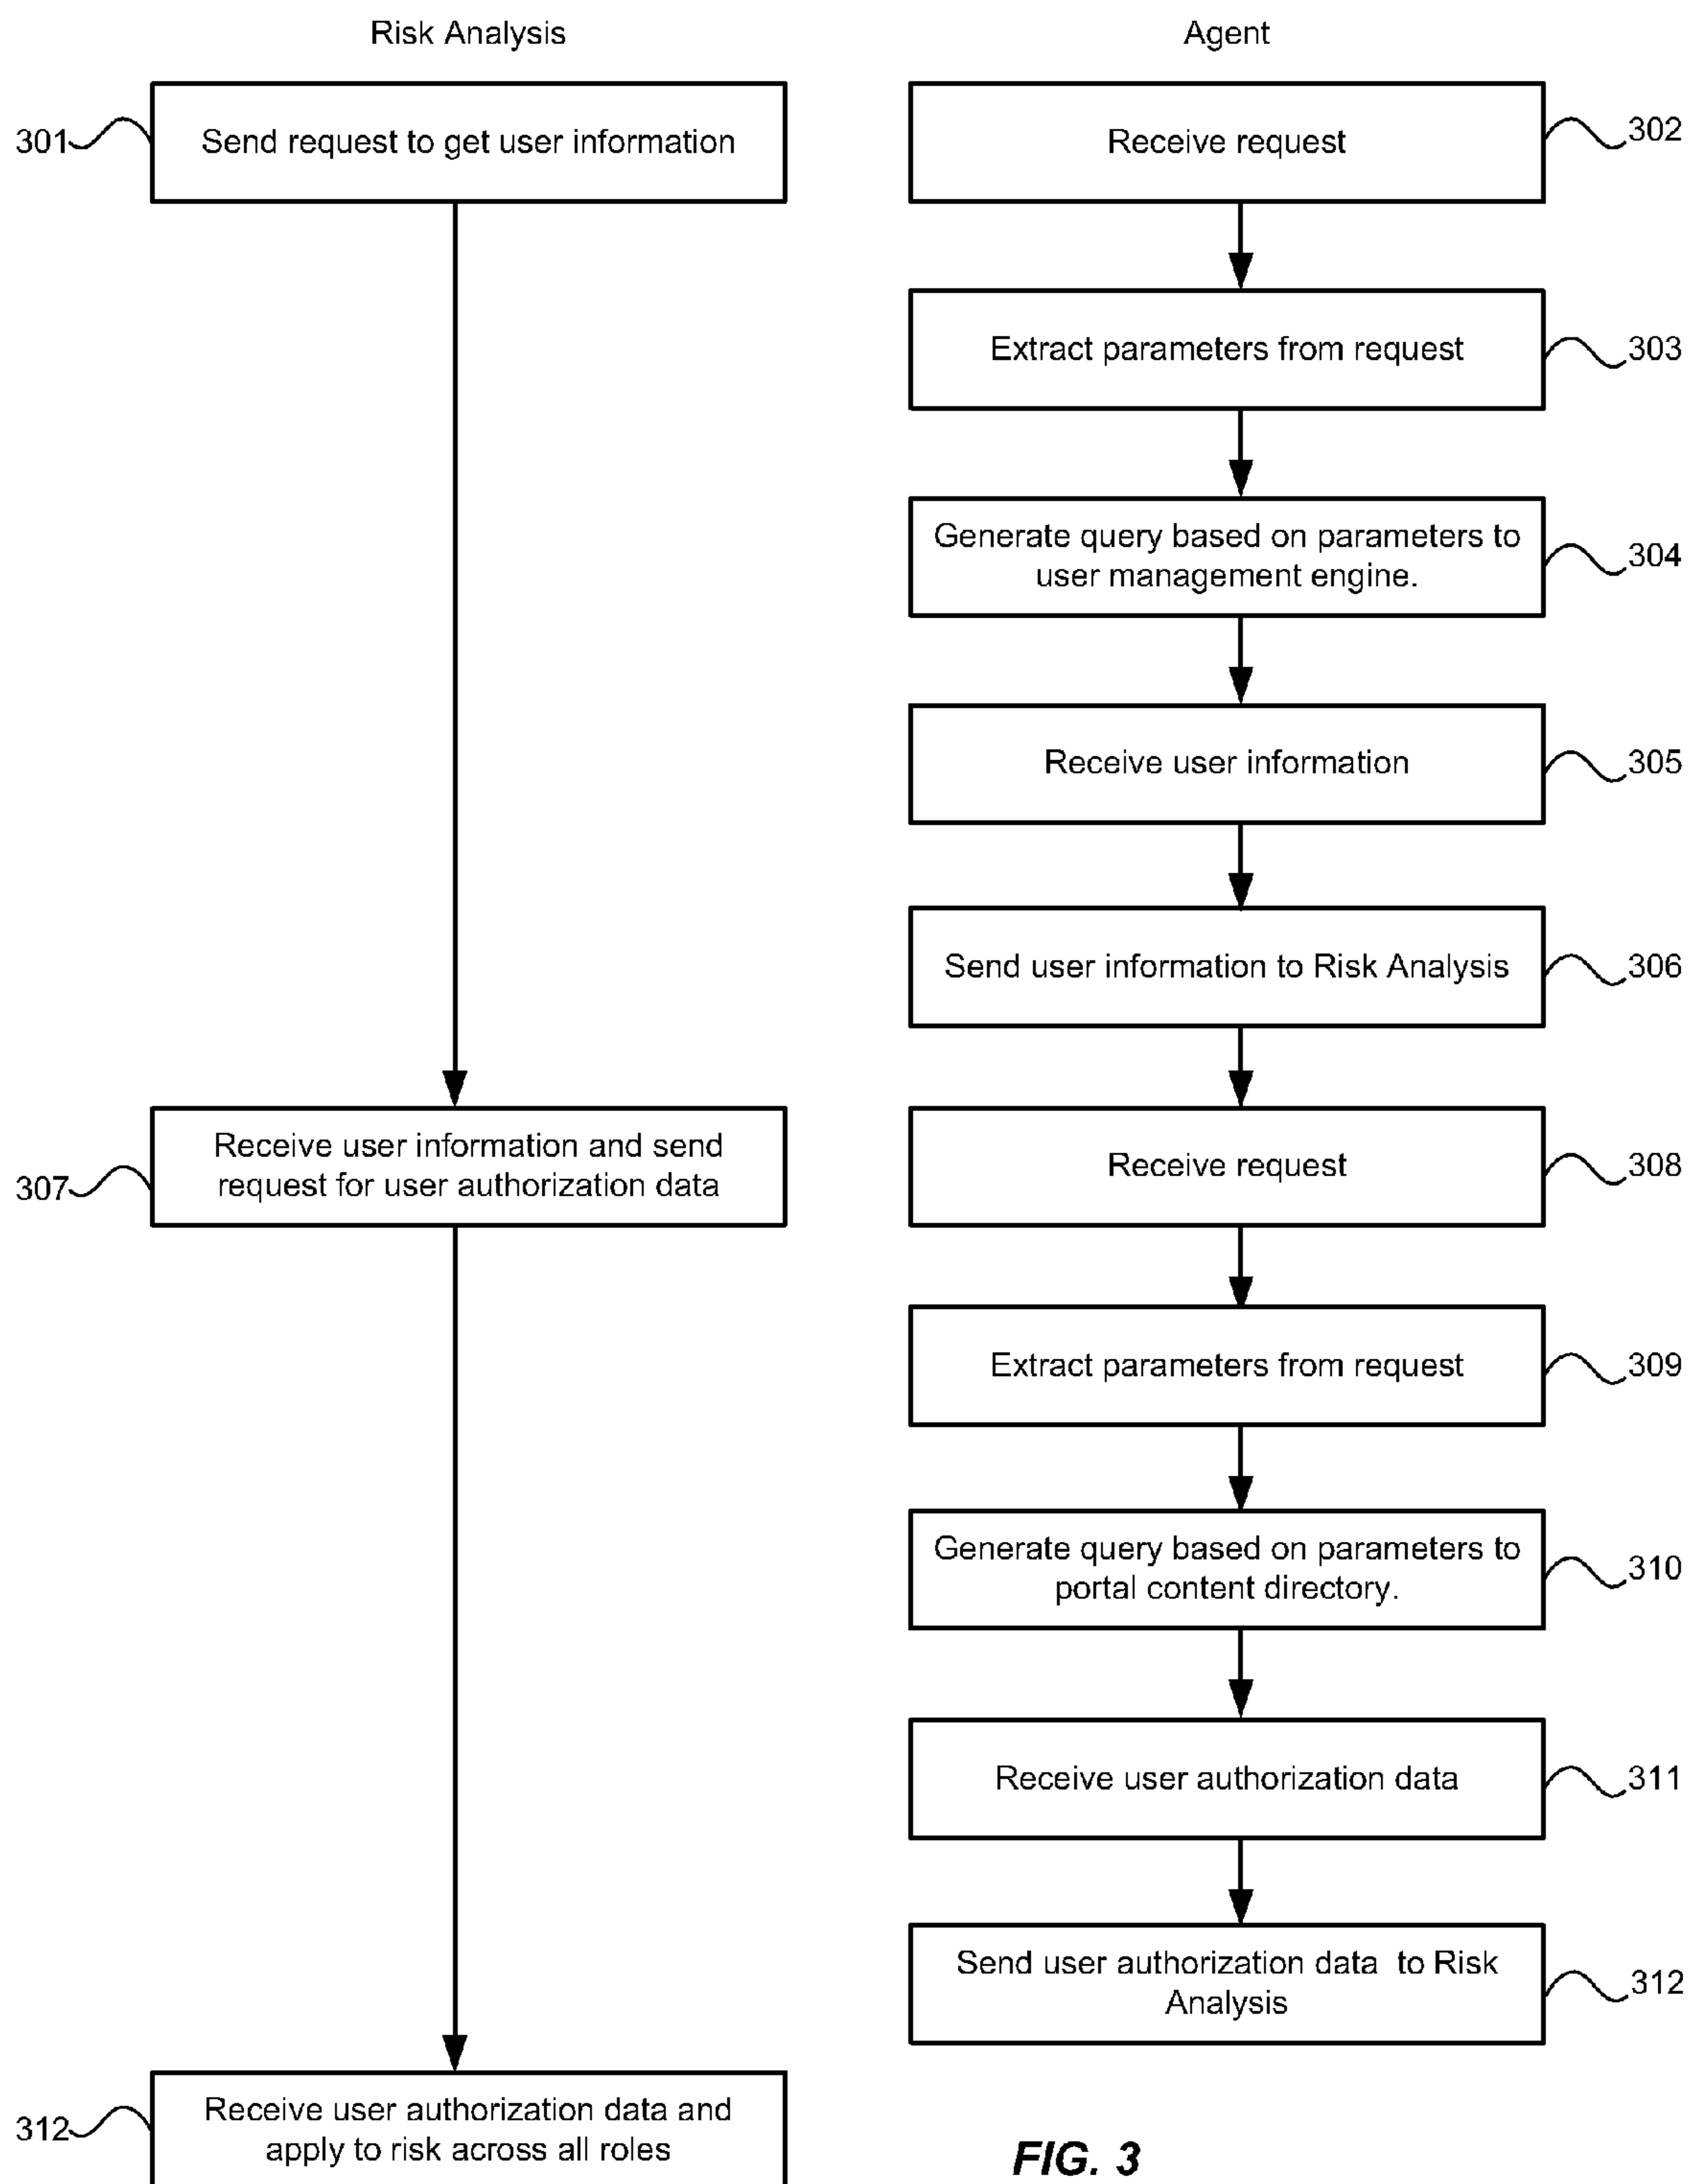 Risk Analysis
Agent
301
Send request to get user information
Receive request
302
Extract parameters from request
303
Generate query based on parameters to
user management engine.
304
Receive user information
305
Send user information to Risk Analysis
306
307
Receive user information and send
request for user authorization data
Receive request
308
Extract parameters from request
309
Generate query based on parameters to
portal content directory.
310
Receive user authorization data
311
Send user authorization data to Risk
Analysis
312
312
Receive user authorization data and
apply to risk across all roles
FIG. 3